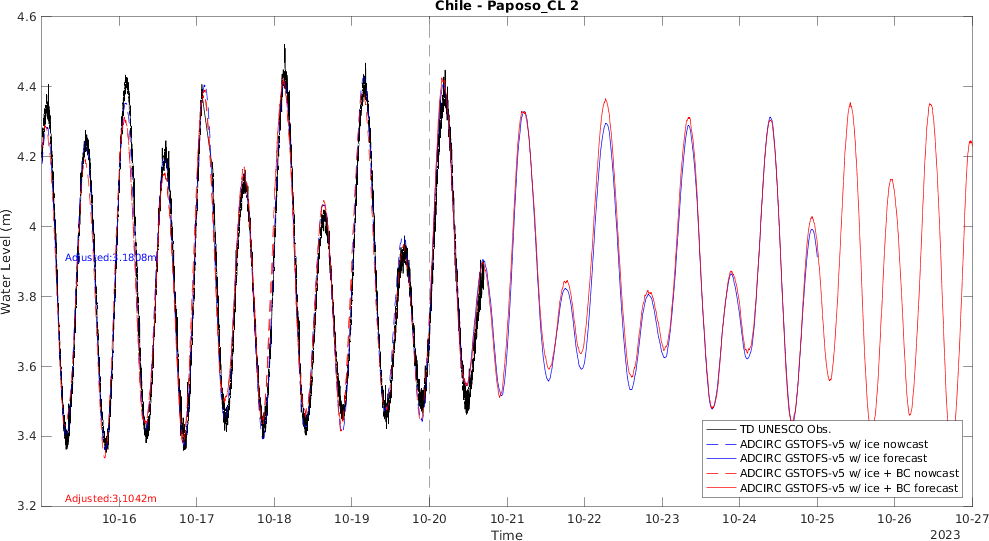 Chile - Paposo_CL 2
4.6
4.4
4.2
4
3.8
3.6
3.4
3.2
Water Level (m)
Adjusted:3.1808m
Adjusted:3.1042m
TD UNESCO Obs.
ADCIRC GSTOFS-v5 w/ ice nowcast
ADCIRC GSTOFS-v5 w/ ice forecast
ADCIRC GSTOFS-v5 w/ ice + BC nowcast
ADCIRC GSTOFS-v5 w/ ice + BC forecast
10-16 10-17 10-18 10-19 10-20 10-21 10-22 10-23 10-24 10-25 10-26 10-27
Time
2023